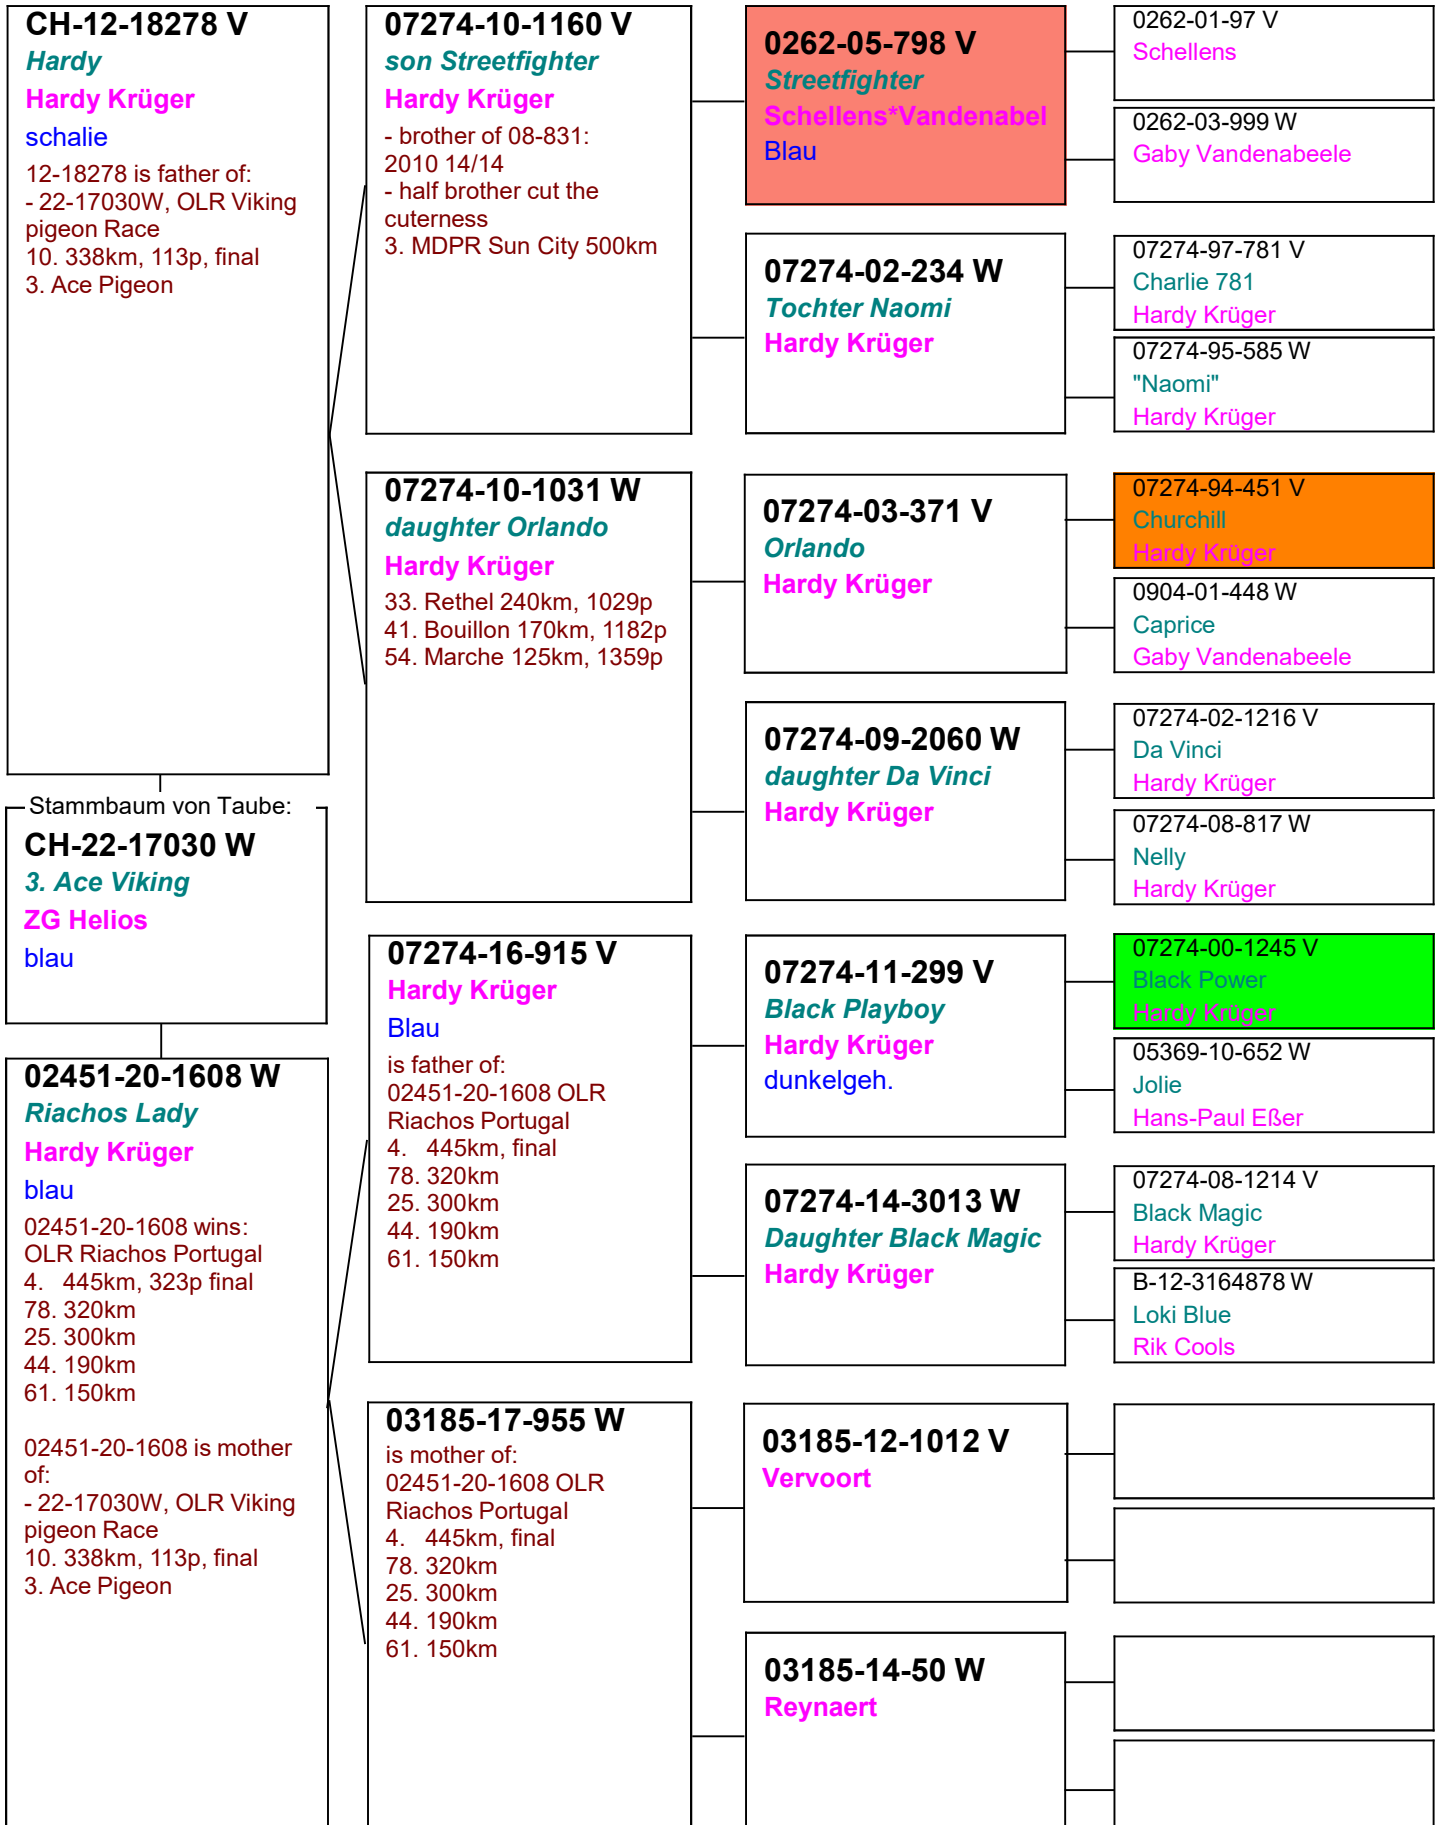 CH-12-18278 V
Hardy
Hardy Krüger
schalie
12-18278 is father of:
- 22-17030W, OLR Viking
pigeon Race
10. 338km, 113p, final
3. Ace Pigeon
Stammbaum von Taube:
CH-22-17030 W
3. Ace Viking
ZG Helios
blau
02451-20-1608 W
Riachos Lady
Hardy Krüger
blau
02451-20-1608 wins:
OLR Riachos Portugal
4.   445km, 323p final
78. 320km
25. 300km
44. 190km
61. 150km
02451-20-1608 is mother
of:
- 22-17030W, OLR Viking
pigeon Race
10. 338km, 113p, final
3. Ace Pigeon
07274-10-1160 V
son Streetfighter
Hardy Krüger
- brother of 08-831:
2010 14/14
- half brother cut the
cuterness
3. MDPR Sun City 500km
07274-10-1031 W
daughter Orlando
Hardy Krüger
33. Rethel 240km, 1029p
41. Bouillon 170km, 1182p
54. Marche 125km, 1359p
07274-16-915 V
Hardy Krüger
Blau
is father of:
02451-20-1608 OLR
Riachos Portugal
4.   445km, final
78. 320km
25. 300km
44. 190km
61. 150km
03185-17-955 W
is mother of:
02451-20-1608 OLR
Riachos Portugal
4.   445km, final
78. 320km
25. 300km
44. 190km
61. 150km
0262-05-798 V
Streetfighter
Schellens*Vandenabel
Blau
07274-02-234 W
Tochter Naomi
Hardy Krüger
07274-03-371 V
Orlando
Hardy Krüger
07274-09-2060 W
daughter Da Vinci
Hardy Krüger
07274-11-299 V
Black Playboy
Hardy Krüger
dunkelgeh.
07274-14-3013 W
Daughter Black Magic
Hardy Krüger
03185-12-1012 V
Vervoort
03185-14-50 W
Reynaert
0262-01-97 V
Schellens
0262-03-999 W
Gaby Vandenabeele
07274-97-781 V
Charlie 781
Hardy Krüger
07274-95-585 W
"Naomi"
Hardy Krüger
07274-94-451 V
Churchill
Hardy Krüger
0904-01-448 W
Caprice
Gaby Vandenabeele
07274-02-1216 V
Da Vinci
Hardy Krüger
07274-08-817 W
Nelly
Hardy Krüger
07274-00-1245 V
Black Power
Hardy Krüger
05369-10-652 W
Jolie
Hans-Paul Eßer
07274-08-1214 V
Black Magic
Hardy Krüger
B-12-3164878 W
Loki Blue
Rik Cools